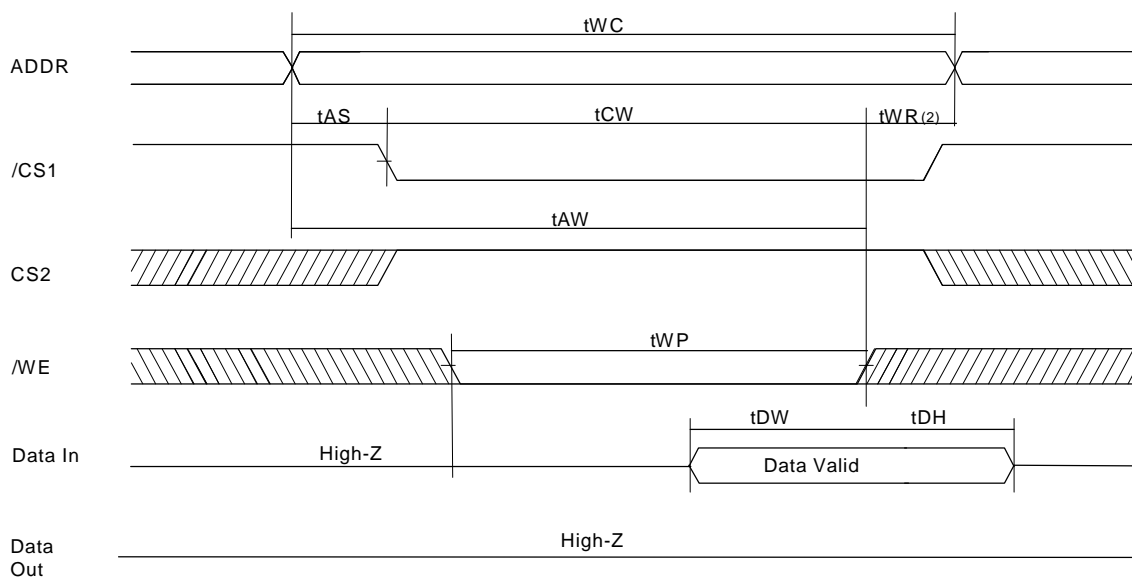 tWC
ADDR
tAS tCW tWR (2)
/CS1
tAW
CS2
tWP
/WE
tDW tDH
Data In High-Z Data Valid
High-Z
Data
Out